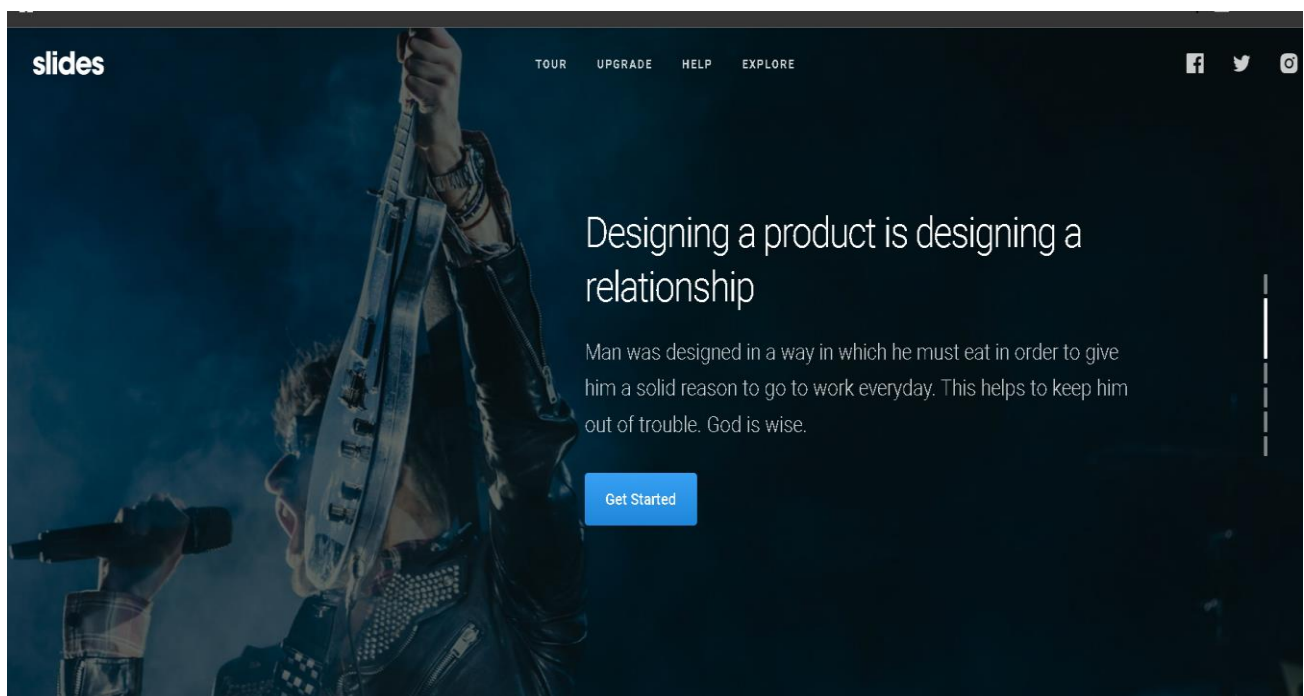 slides
TOUR UPGRADE HELP EXPLORE
Designing a product is designing a
relationship
Man was designed in a way in which he must eat in order to give
him a solid reason to go to work everyday. This helps to keep him
out of trouble. God is wise.
Get Started